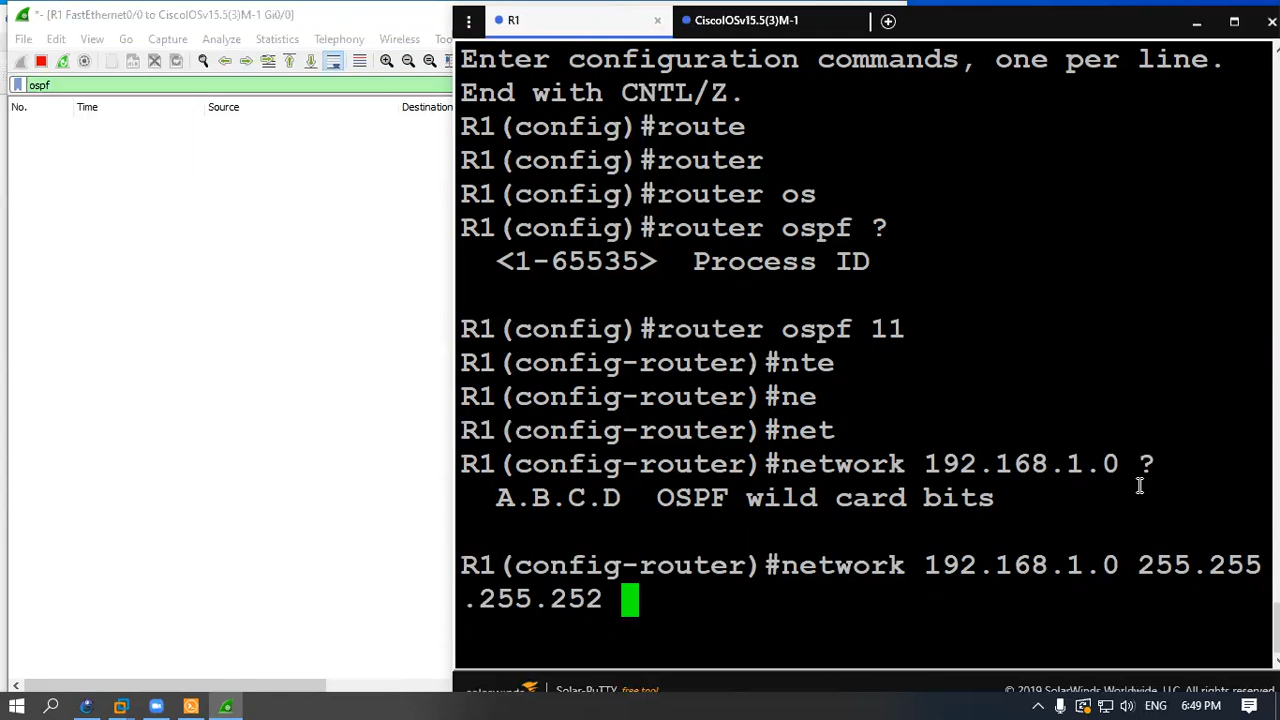 *- [R1 FastEthernet0/0 to CiscoIOSv15.5(3)M-1 Gi0/0]
File Edit View Go Capture Analyze Statistics Telephony Wireless Too
ospf
No. Time Source Destination
R1 × CiscoIOSv15.5(3)M-1
Enter configuration commands, one per line.
End with CNTL/Z.
R1(config)#route
R1(config)#router
R1(config)#router os
R1(config)#router ospf ?
<1-65535> Process ID
R1(config)#router ospf 11
R1(config-router)#nte
R1(config-router)#ne
R1(config-router)#net
R1(config-router)#network 192.168.1.0 ?
A.B.C.D OSPF wild card bits
R1(config-router)#network 192.168.1.0 255.255
.255.252
solarwinds Solar-PuTTY free tool © 2019 SolarWinds Worldwide, LLC. All rights
ENG 6:49 PM